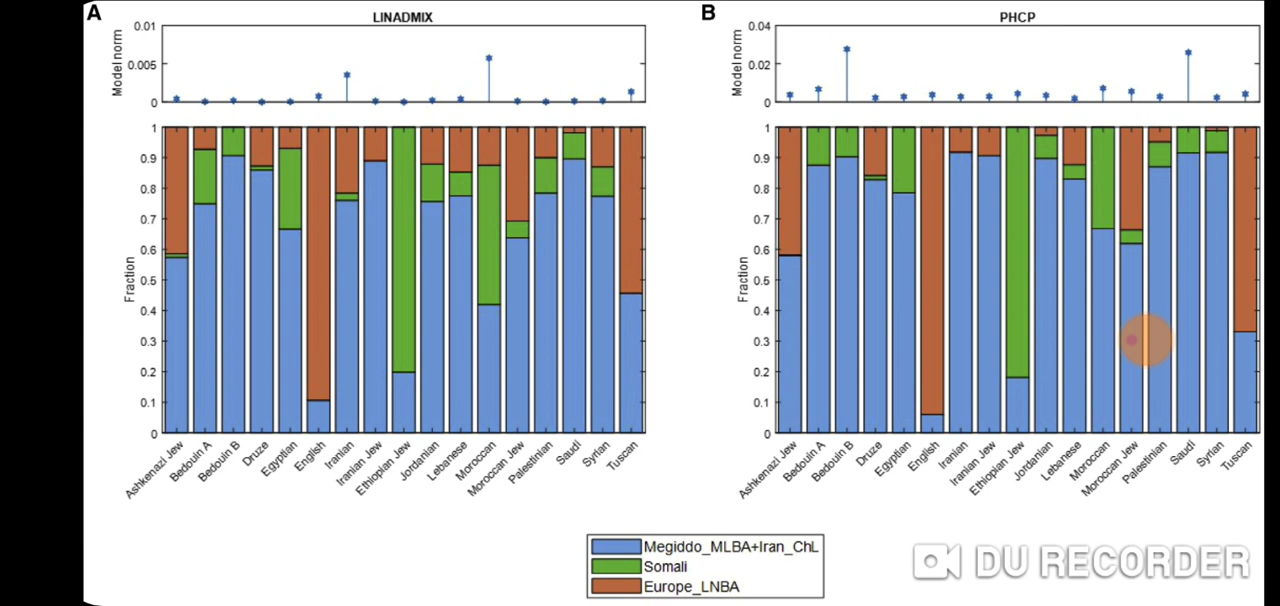 A
LINADMIX
Model norm
0.01
0.005
0
Fraction
1
0.9
0.8
0.7
0.6
0.5
0.4
0.3
0.2
0.1
0
Ashkenazi Jew
Bedouin A
Bedouin B
Druze
Egyptian
English
Iranian
Iranian Jew
Ethiopian Jew
Jordanian
Lebanese
Moroccan
Moroccan Jew
Palestinian
Saudi
Syrian
Tuscan
B
PHCP
Model norm
0.04
0.02
0
Fraction
1
0.9
0.8
0.7
0.6
0.5
0.4
0.3
0.2
0.1
0
Ashkenazi Jew
Bedouin A
Bedouin B
Druze
Egyptian
English
Iranian
Iranian Jew
Ethiopian Jew
Jordanian
Lebanese
Moroccan
Moroccan Jew
Palestinian
Saudi
Syrian
Tuscan
Megiddo_MLBA+Iran_ChL
Somali
Europe_LNBA
DU RECORDER